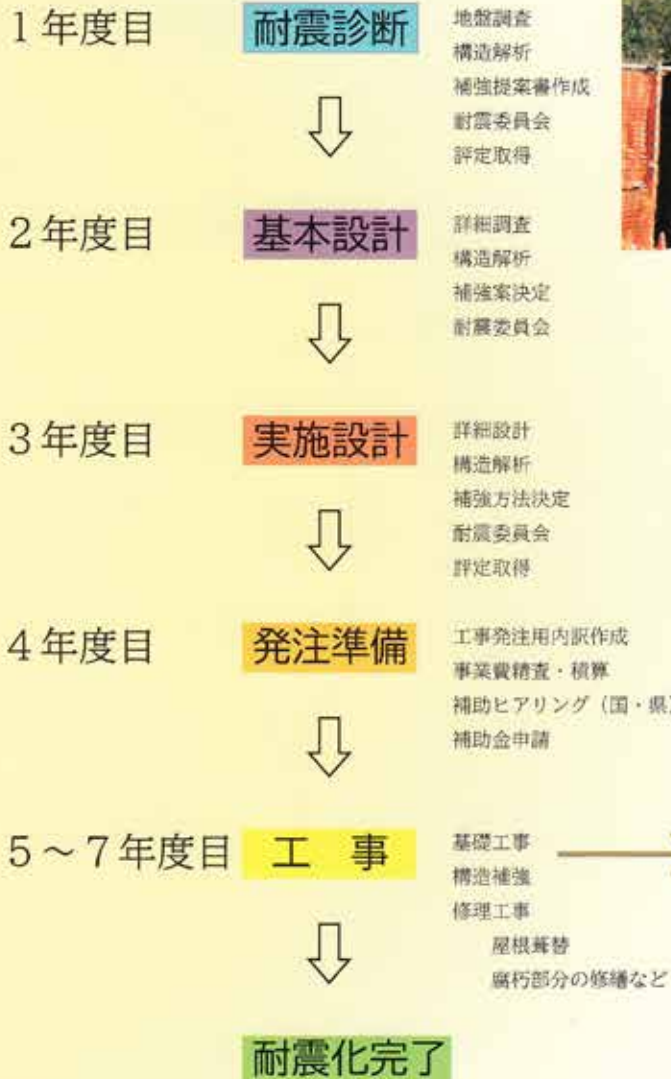 1年度目
耐震診断
地盤調査
構造解析
補強提案書作成
耐震委員会
評定取得
2年度目
基本設計
詳細調査
構造解析
補強案決定
耐震委員会
3年度目
実施設計
詳細設計
構造解析
補強方法決定
耐震委員会
評定取得
4年度目
発注準備
工事発注用内訳作成
事業費精査・積算
補助ヒアリング（国・県）
補助金申請
5～7年度目
工　事
基礎工事
構造補強
修理工事
屋根葺替
腐朽部分の修繕など
耐震化完了